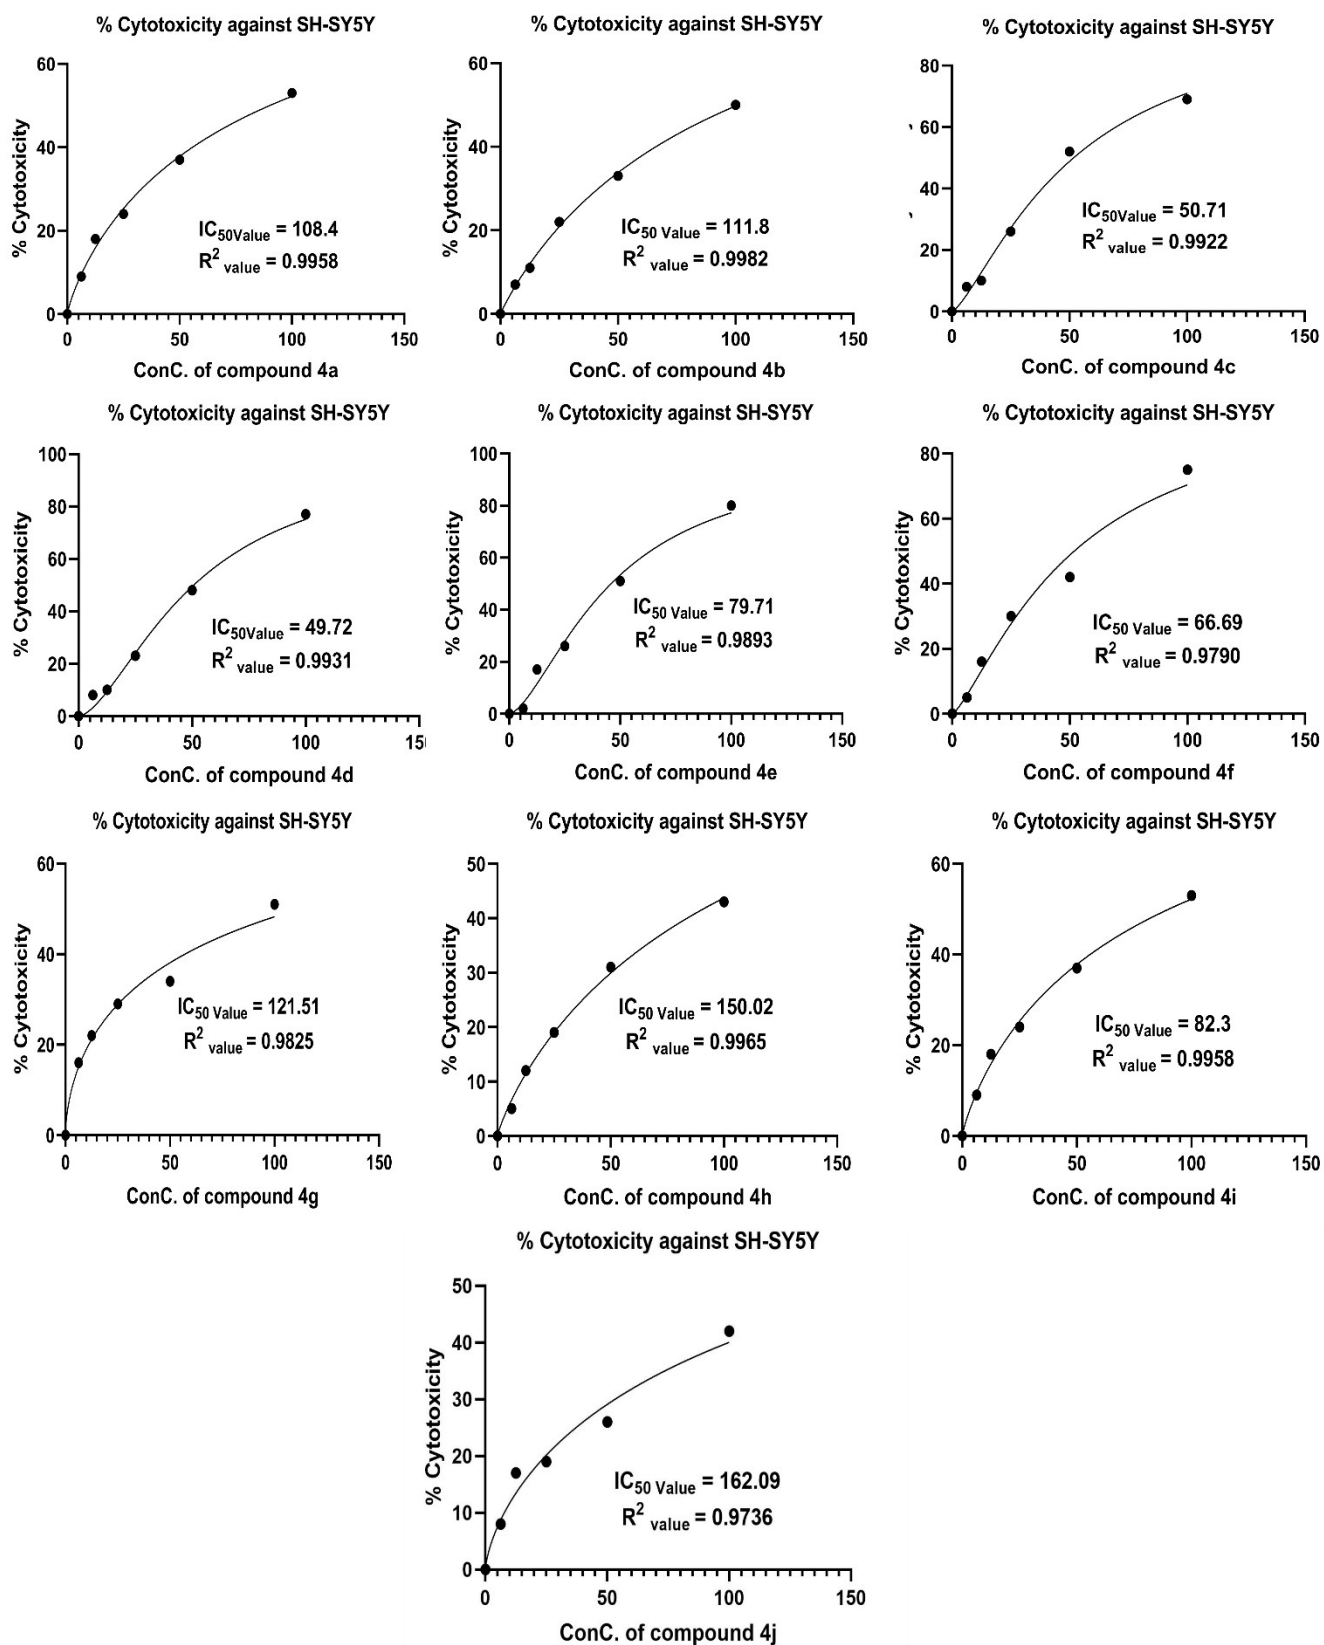 % Cytotoxicity against SH-SY5Y
% Cytotoxicity
60
40
20
0
IC50Value = 108.4
R2 value = 0.9958
0 50 100 150
ConC. of compound 4a
% Cytotoxicity against SH-SY5Y
% Cytotoxicity
60
40
20
0
IC50 Value = 111.8
R2 value = 0.9982
0 50 100 150
ConC. of compound 4b
% Cytotoxicity against SH-SY5Y
80
60
40
20
0
IC50Value = 50.71
R2 value = 0.9922
0 50 100 150
ConC. of compound 4c
% Cytotoxicity against SH-SY5Y
% Cytotoxicity
100
80
60
40
20
0
IC50Value = 49.72
R2 value = 0.9931
0 50 100 150
ConC. of compound 4d
% Cytotoxicity against SH-SY5Y
% Cytotoxicity
100
80
60
40
20
0
IC50 Value = 79.71
R2 value = 0.9893
0 50 100 150
ConC. of compound 4e
% Cytotoxicity against SH-SY5Y
% Cytotoxicity
80
60
40
20
0
IC50 Value = 66.69
R2 value = 0.9790
0 50 100 150
ConC. of compound 4f
% Cytotoxicity against SH-SY5Y
% Cytotoxicity
60
40
20
0
IC50 Value = 121.51
R2 value = 0.9825
0 50 100 150
ConC. of compound 4g
% Cytotoxicity against SH-SY5Y
% Cytotoxicity
50
40
30
20
10
0
IC50 Value = 150.02
R2 value = 0.9965
0 50 100 150
ConC. of compound 4h
% Cytotoxicity against SH-SY5Y
% Cytotoxicity
60
40
20
0
IC50 Value = 82.3
R2 value = 0.9958
0 50 100 150
ConC. of compound 4i
% Cytotoxicity against SH-SY5Y
% Cytotoxicity
50
40
30
20
10
0
IC50 Value = 162.09
R2 value = 0.9736
0 50 100 150
ConC. of compound 4j